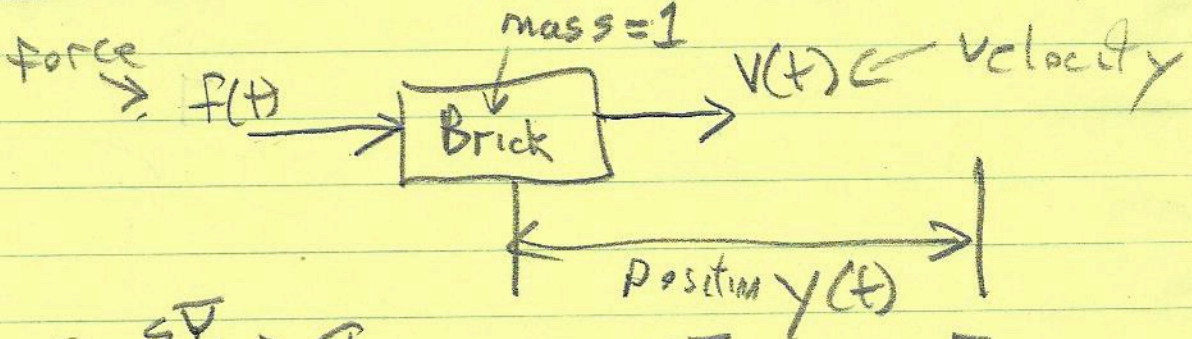 mass=1
force
f(t)
Brick
v(t) ← velocity
position y(t)